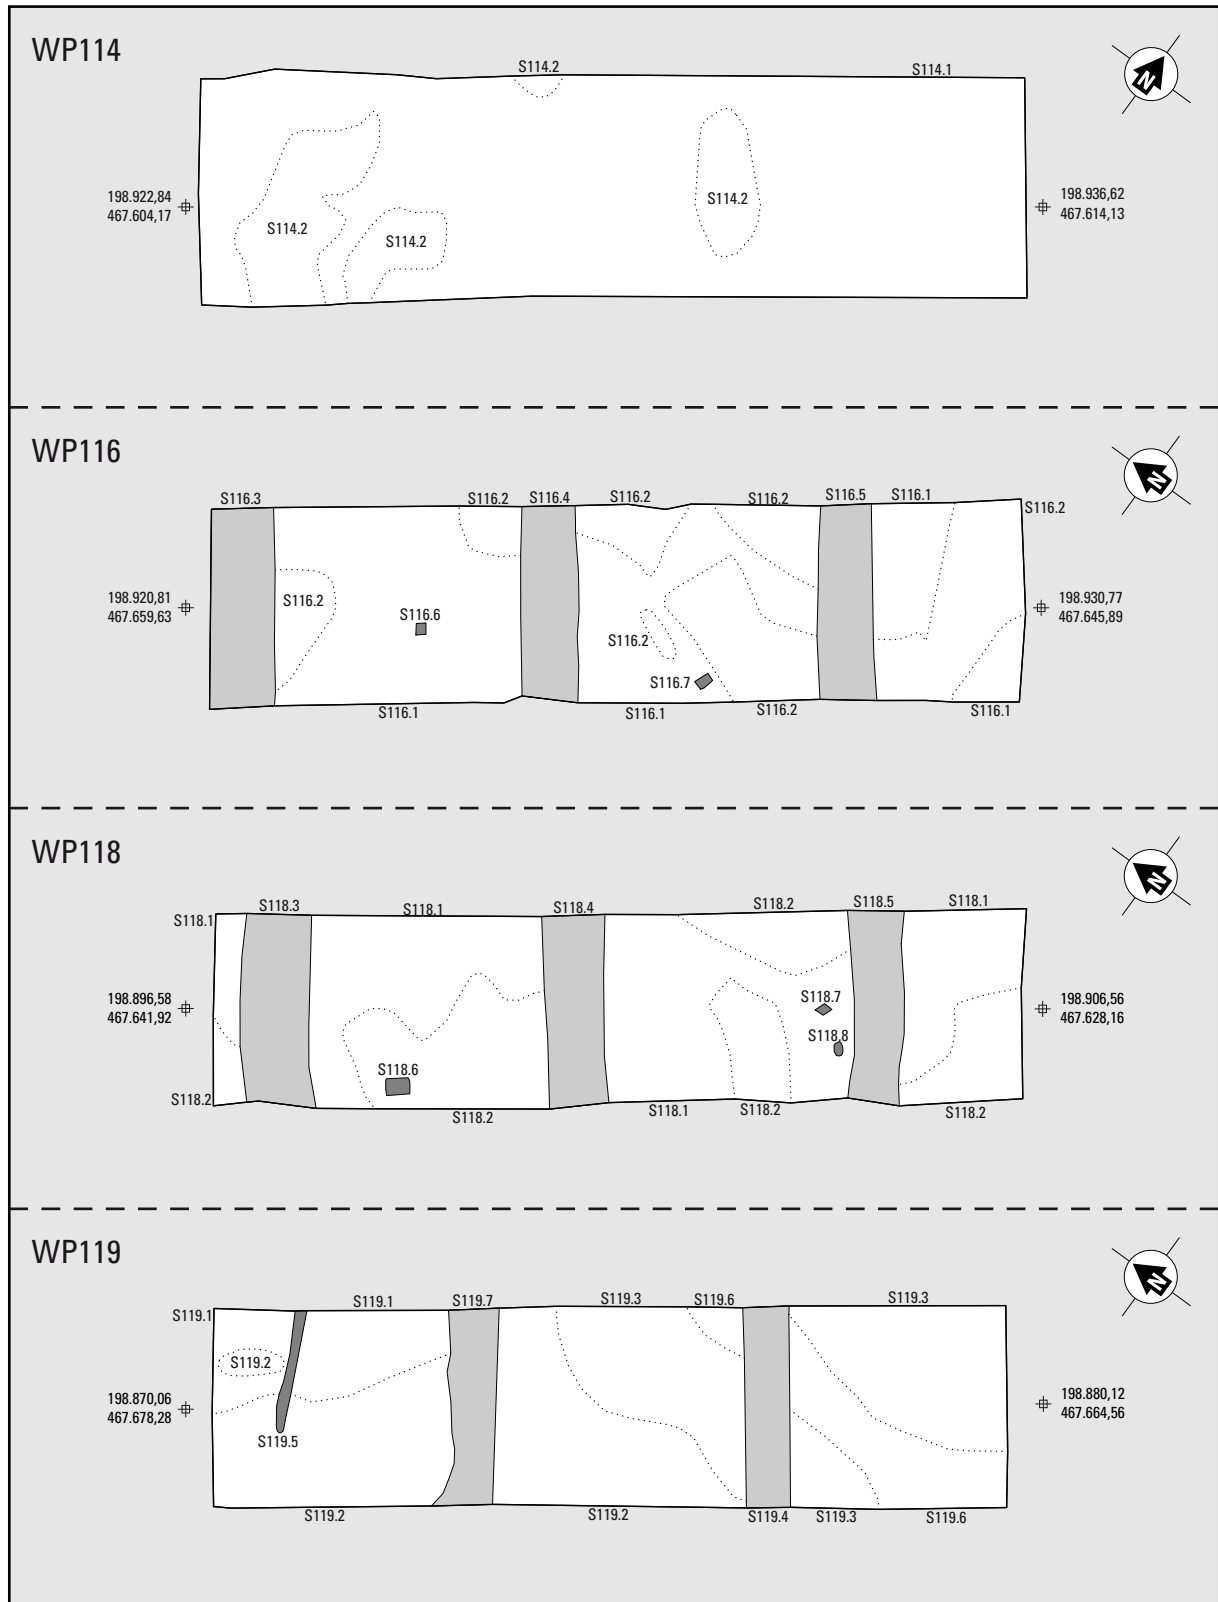 WP114
N
S114.2
S114.1
198.922,84
467.604,17
198.936,62
467.614,13
S114.2
S114.2
S114.2
WP116
N
S116.3
S116.2
S116.4
S116.2
S116.2
S116.5
S116.1
S116.2
198.920,81
467.659,63
198.930,77
467.645,89
S116.2
S116.6
S116.2
S116.7
S116.1
S116.1
S116.2
S116.1
WP118
N
S118.1
S118.3
S118.1
S118.4
S118.2
S118.5
S118.1
198.896,58
467.641,92
198.906,56
467.628,16
S118.7
S118.8
S118.6
S118.2
S118.2
S118.1
S118.2
S118.2
WP119
N
S119.1
S119.1
S119.7
S119.3
S119.6
S119.3
S119.2
198.870,06
467.678,28
198.880,12
467.664,56
S119.5
S119.2
S119.2
S119.4
S119.3
S119.6